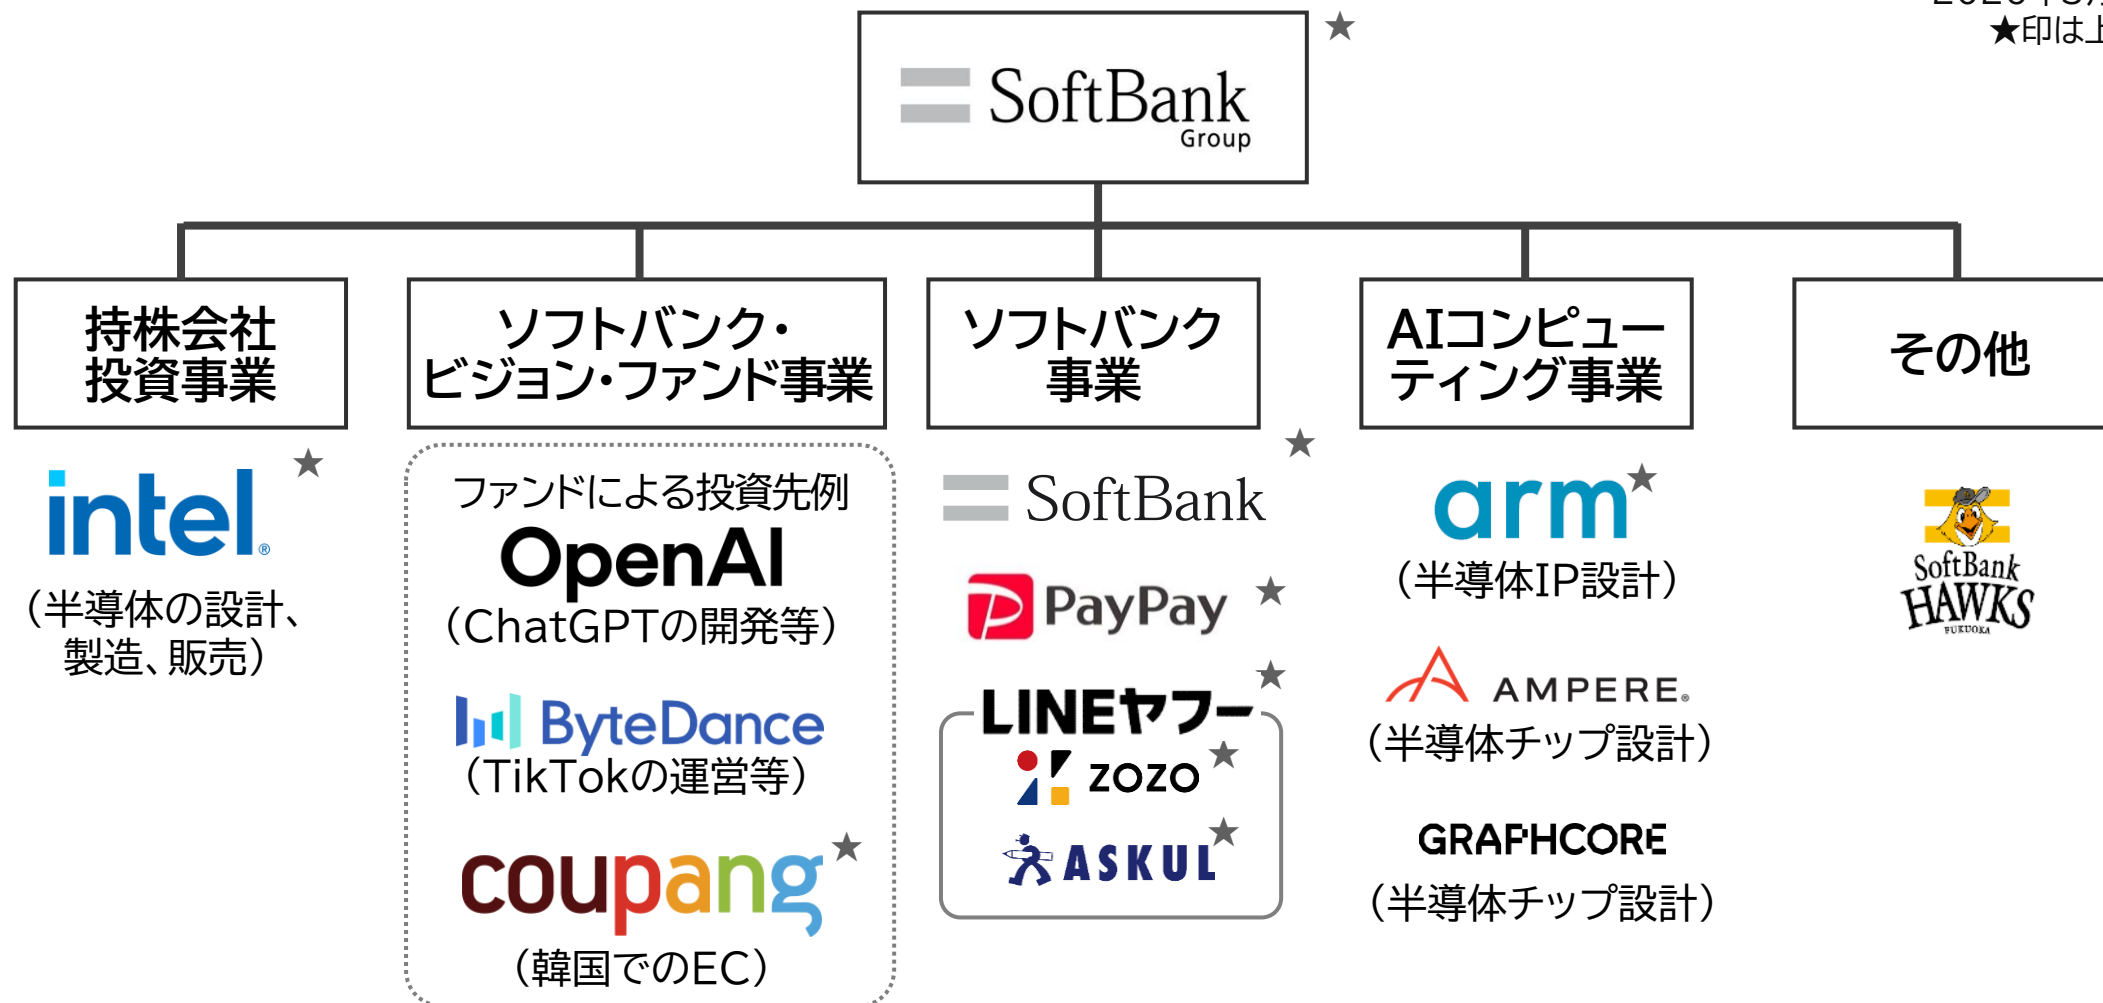 ★印は上
SoftBank
Group
持株会社
投資事業
ソフトバンク・
ビジョン・ファンド事業
ソフトバンク
事業
AIコンピュー
ティング事業
その他
intel®
（半導体の設計、
製造、販売）
ファンドによる投資先例
OpenAI
（ChatGPTの開発等）
ByteDance
（TikTokの運営等）
coupang
（韓国でのEC）
SoftBank
PayPay
LINEヤフー
ZOZO
ASKUL
arm
（半導体IP設計）
AMPERE®
（半導体チップ設計）
GRAPHCORE
（半導体チップ設計）
SoftBank
HAWKS
FUKUOKA